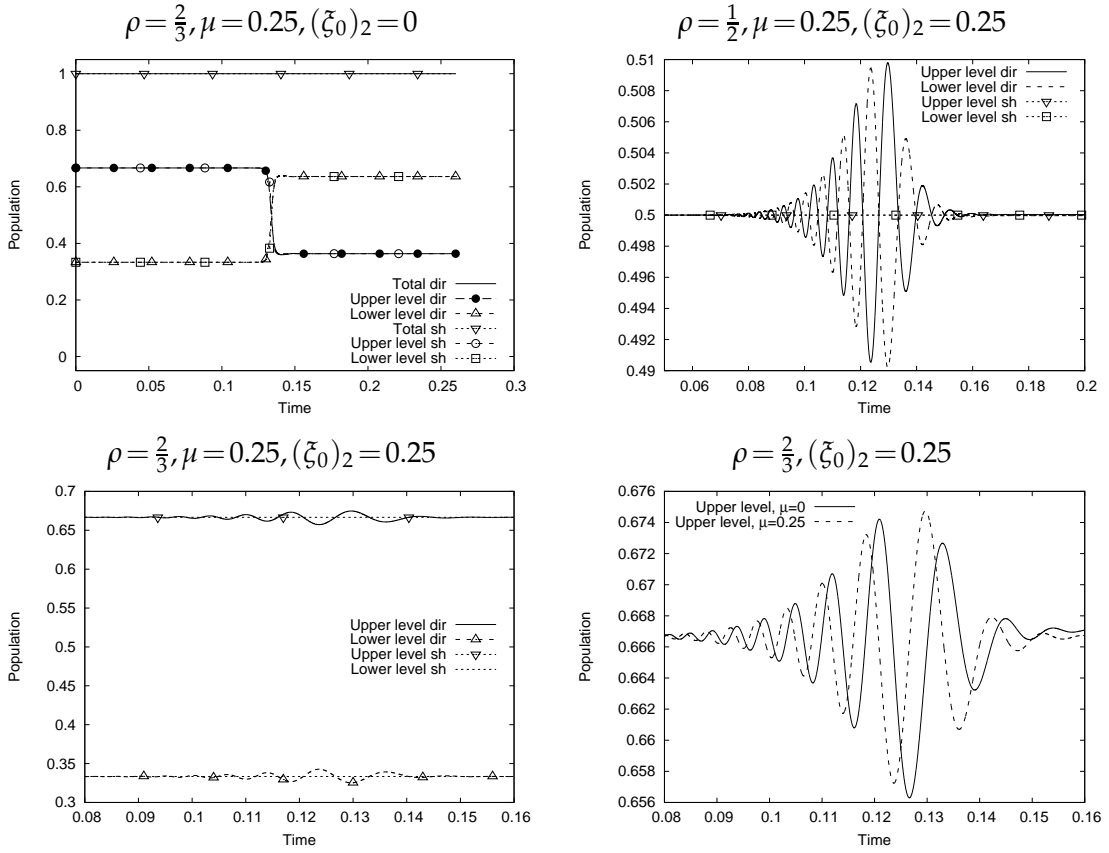 ρ = 2/3, μ = 0.25, (ξ₀)₂ = 0
1
0.8
0.6
0.4
0.2
0
Population
Total dir
Upper level dir
Lower level dir
Total sh
Upper level sh
Lower level sh
0 0.05 0.1 0.15 0.2 0.25 0.3
Time
ρ = 1/2, μ = 0.25, (ξ₀)₂ = 0.25
0.51
0.508
0.506
0.504
0.502
0.5
0.498
0.496
0.494
0.492
0.49
Population
Upper level dir
Lower level dir
Upper level sh
Lower level sh
0.06 0.08 0.1 0.12 0.14 0.16 0.18 0.2
Time
ρ = 2/3, μ = 0.25, (ξ₀)₂ = 0.25
0.7
0.65
0.6
0.55
0.5
0.45
0.4
0.35
0.3
Population
Upper level dir
Lower level dir
Upper level sh
Lower level sh
0.08 0.09 0.1 0.11 0.12 0.13 0.14 0.15 0.16
Time
ρ = 2/3, (ξ₀)₂ = 0.25
0.676
0.674
0.672
0.67
0.668
0.666
0.664
0.662
0.66
0.658
0.656
Population
Upper level, μ=0
Upper level, μ=0.25
0.08 0.09 0.1 0.11 0.12 0.13 0.14 0.15 0.16
Time